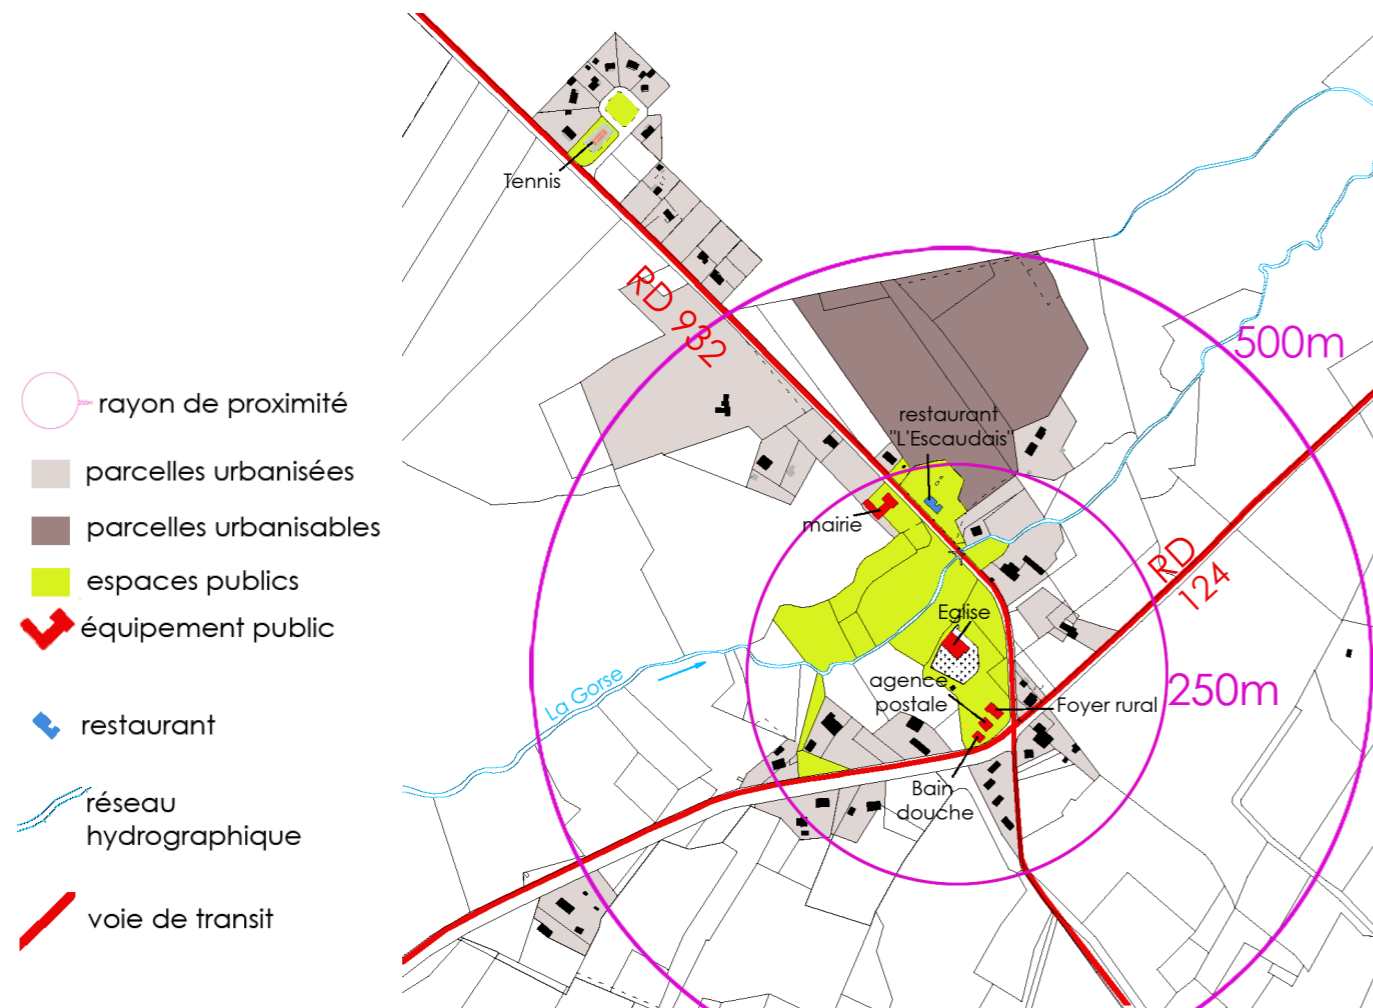 Tennis
RD 932
500m
restaurant
"L'Escaudais"
mairie
RD
124
Eglise
La Gorse
agence
postale
Foyer rural
250m
Bain
douche
rayon de proximité
parcelles urbanisées
parcelles urbanisables
espaces publics
équipement public
restaurant
réseau
hydrographique
voie de transit